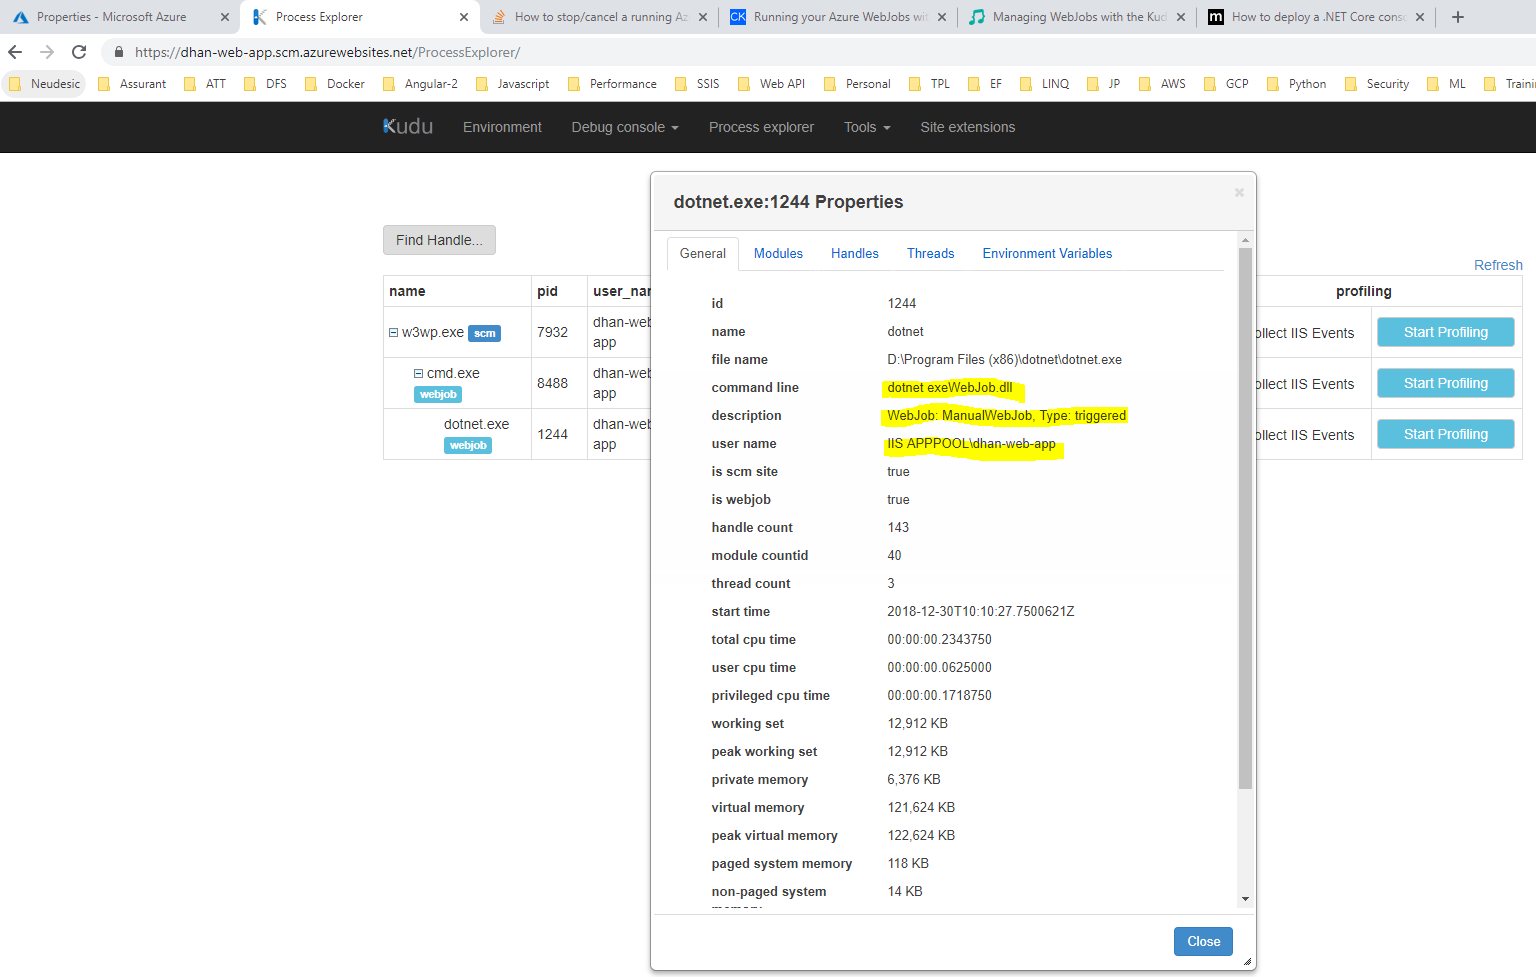 Properties - Microsoft Azure
Process Explorer
How to stop/cancel a running Az
Running your Azure WebJobs wit
Managing WebJobs with the Kud
How to deploy a .NET Core conso
https://dhan-web-app.scm.azurewebsites.net/ProcessExplorer/
Neudesic Assurant ATT DFS Docker Angular-2 Javascript Performance SSIS Web API Personal TPL EF LINQ JP AWS GCP Python Security ML Traini
Kudu Environment Debug console Process explorer Tools Site extensions
dotnet.exe:1244 Properties
Find Handle...
General Modules Handles Threads Environment Variables
Refresh
name pid user_nar profiling
w3wp.exe scm 7932 dhan-web
app
ollect IIS Events Start Profiling
cmd.exe
webjob
8488 dhan-web
app
ollect IIS Events Start Profiling
dotnet.exe
webjob
1244 dhan-web
app
ollect IIS Events Start Profiling
id 1244
name dotnet
file name D:\Program Files (x86)\dotnet\dotnet.exe
command line dotnet exeWebJob.dll
description WebJob: ManualWebJob, Type: triggered
user name IIS APPPOOL\dhan-web-app
is scm site true
is webjob true
handle count 143
module countid 40
thread count 3
start time 2018-12-30T10:10:27.7500621Z
total cpu time 00:00:00.2343750
user cpu time 00:00:00.0625000
privileged cpu time 00:00:00.1718750
working set 12,912 KB
peak working set 12,912 KB
private memory 6,376 KB
virtual memory 121,624 KB
peak virtual memory 122,624 KB
paged system memory 118 KB
non-paged system 14 KB
Close